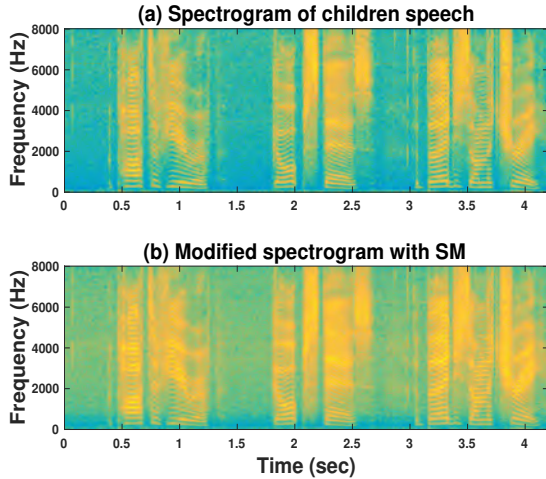 (a) Spectrogram of children speech
8000
6000
4000
2000
0
Frequency (Hz)
0 0.5 1 1.5 2 2.5 3 3.5 4
(b) Modified spectrogram with SM
8000
6000
4000
2000
0
Frequency (Hz)
0 0.5 1 1.5 2 2.5 3 3.5 4
Time (sec)